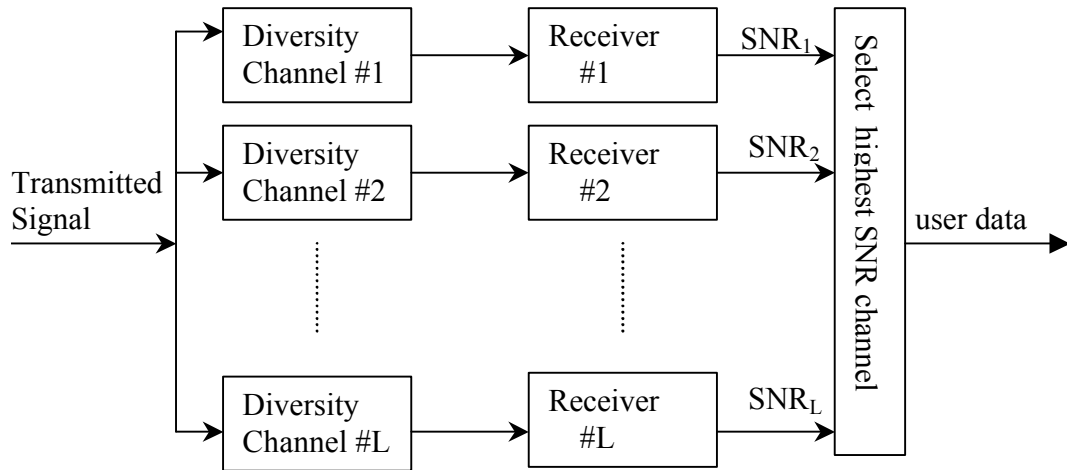 Diversity
Channel #1
Receiver
#1
SNR₁
Diversity
Channel #2
Receiver
#2
SNR₂
Transmitted
Signal
Select highest SNR channel
user data
Diversity
Channel #L
Receiver
#L
SNR_L